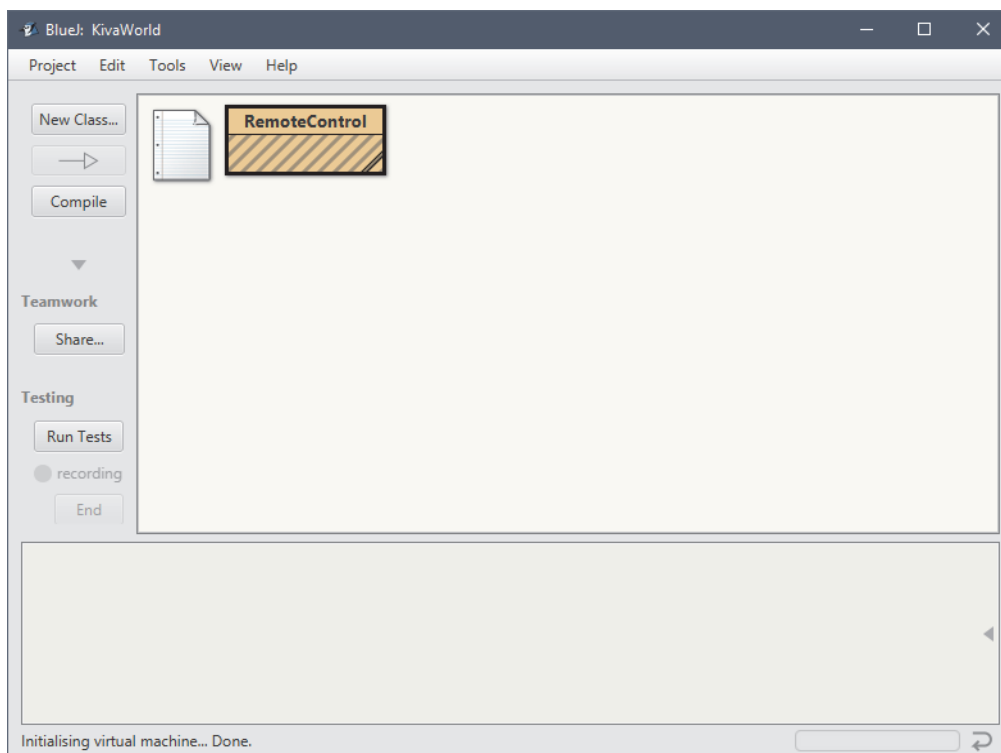 BlueJ: KivaWorld
Project Edit Tools View Help
New Class...
RemoteControl
Compile
Teamwork
Share...
Testing
Run Tests
recording
End
Initialising virtual machine... Done.